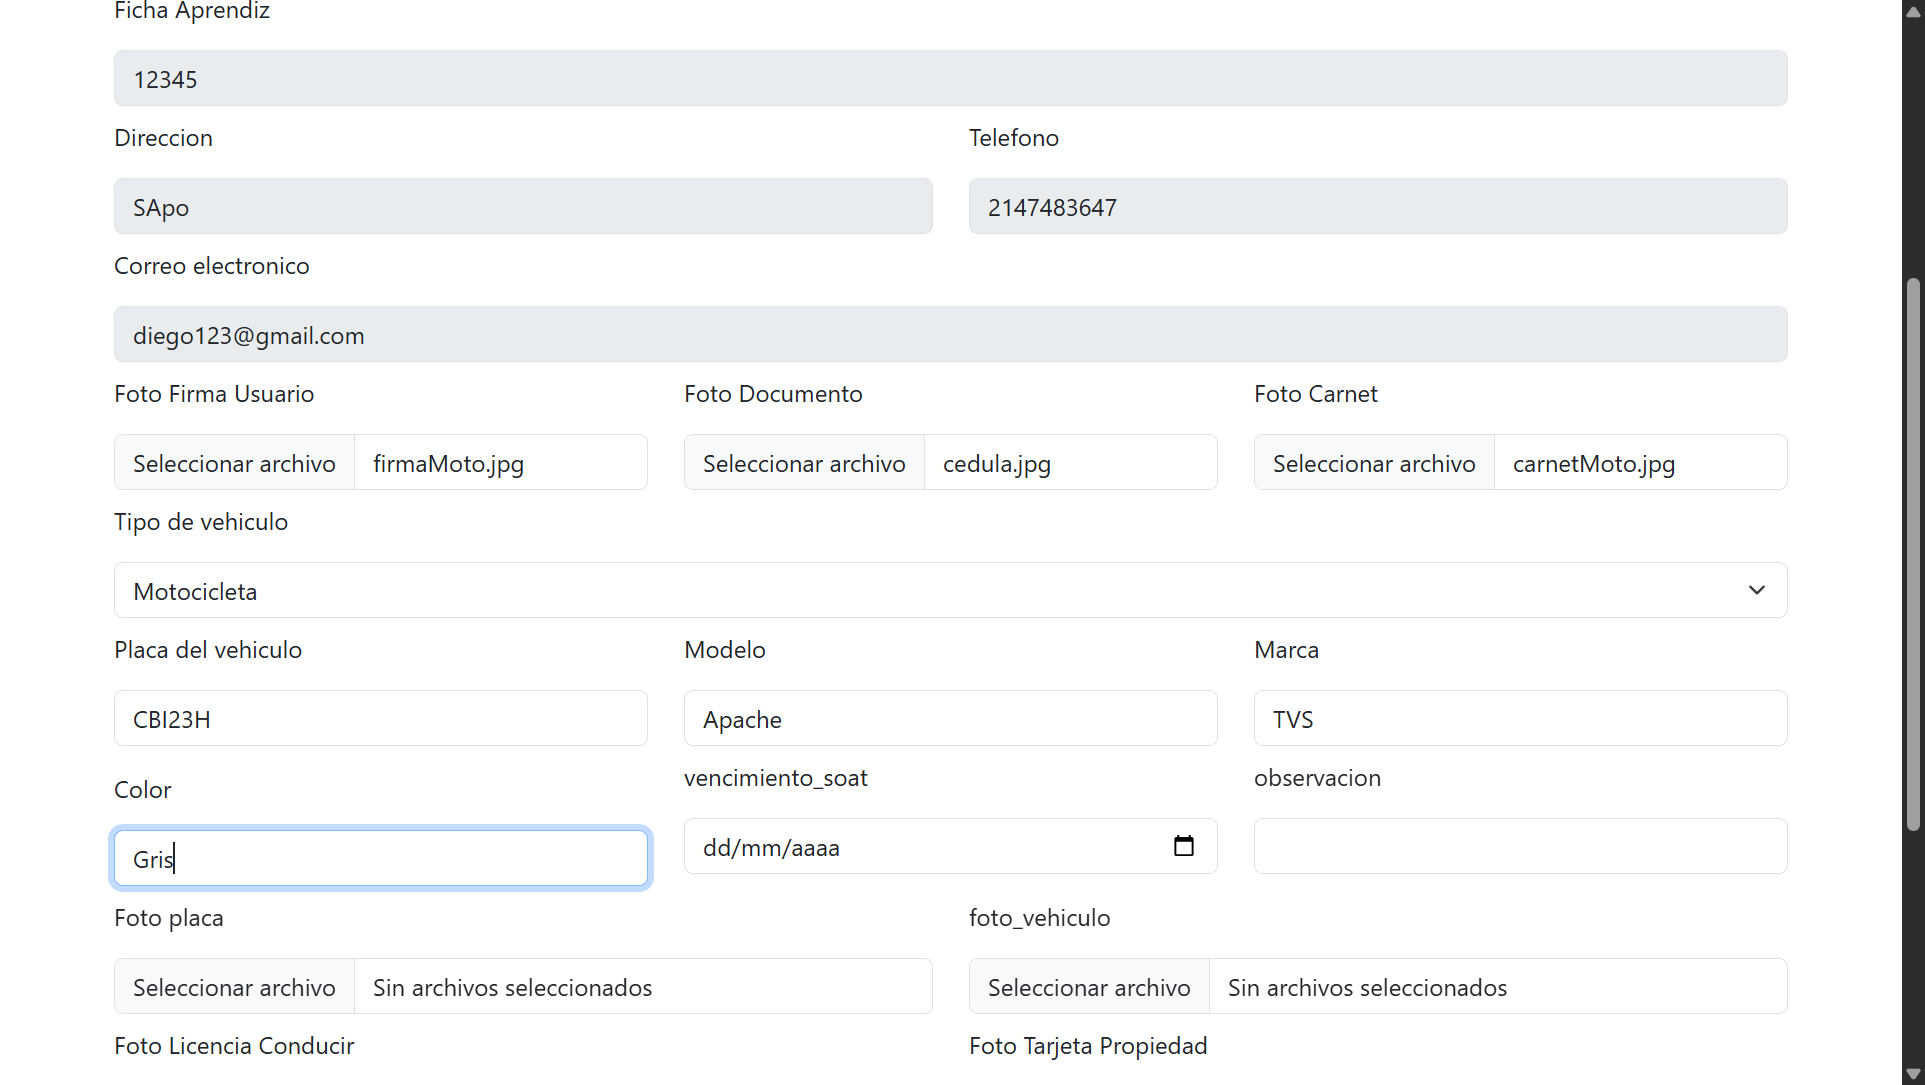 Ficha Aprendiz
12345
Direccion
Telefono
SApo
2147483647
Correo electronico
diego123@gmail.com
Foto Firma Usuario
Foto Documento
Foto Carnet
Seleccionar archivo firmaMoto.jpg
Seleccionar archivo cedula.jpg
Seleccionar archivo carnetMoto.jpg
Tipo de vehiculo
Motocicleta
Placa del vehiculo
Modelo
Marca
CBI23H
Apache
TVS
Color
vencimiento_soat
observacion
Gris
dd/mm/aaaa
Foto placa
foto_vehiculo
Seleccionar archivo Sin archivos seleccionados
Seleccionar archivo Sin archivos seleccionados
Foto Licencia Conducir
Foto Tarjeta Propiedad